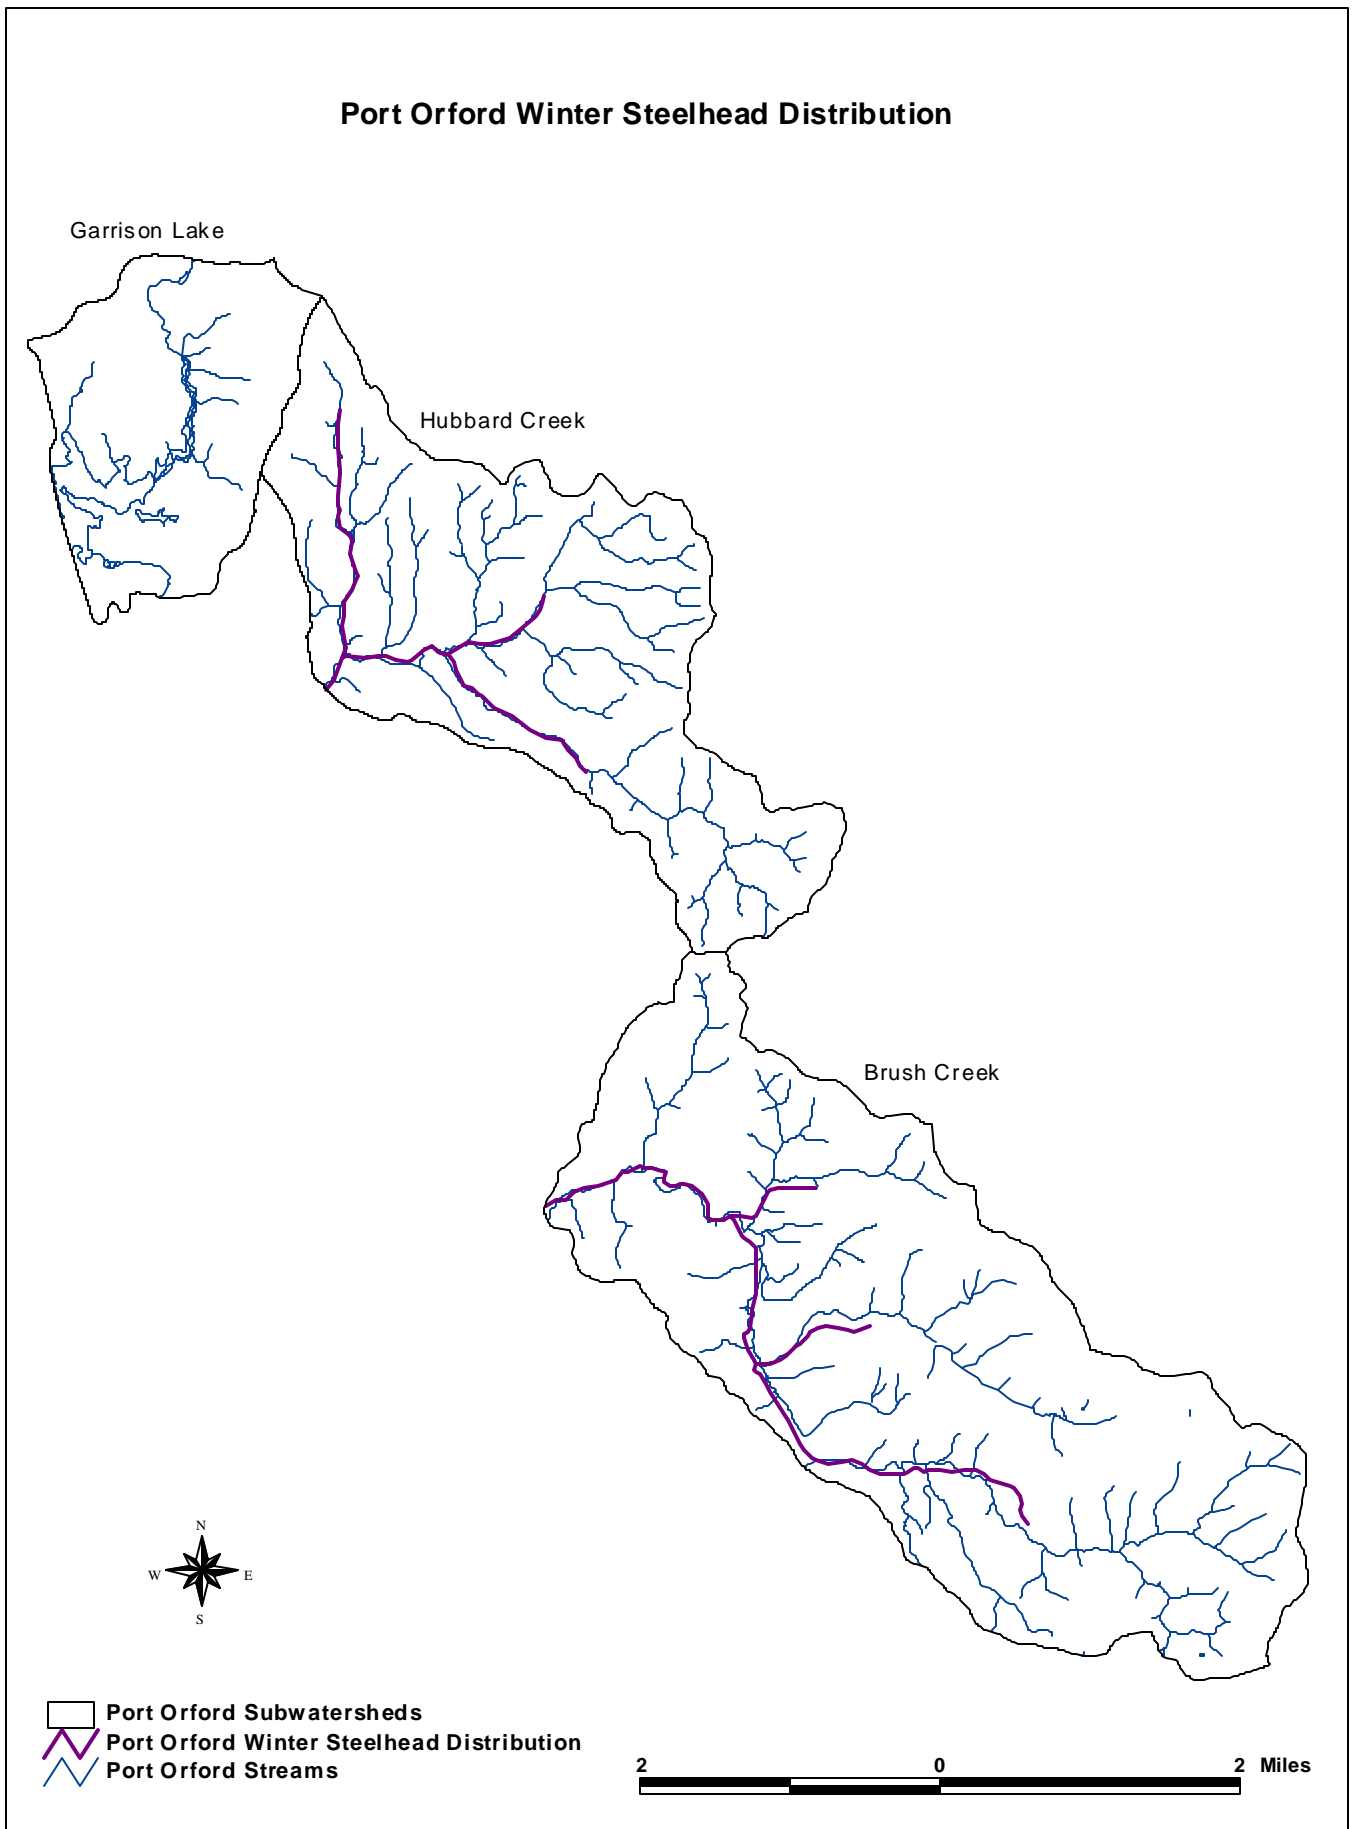 Port Orford Winter Steelhead Distribution
Garrison Lake
Hubbard Creek
Brush Creek
N
W E
S
Port Orford Subwatersheds
Port Orford Winter Steelhead Distribution
Port Orford Streams
2 0 2 Miles